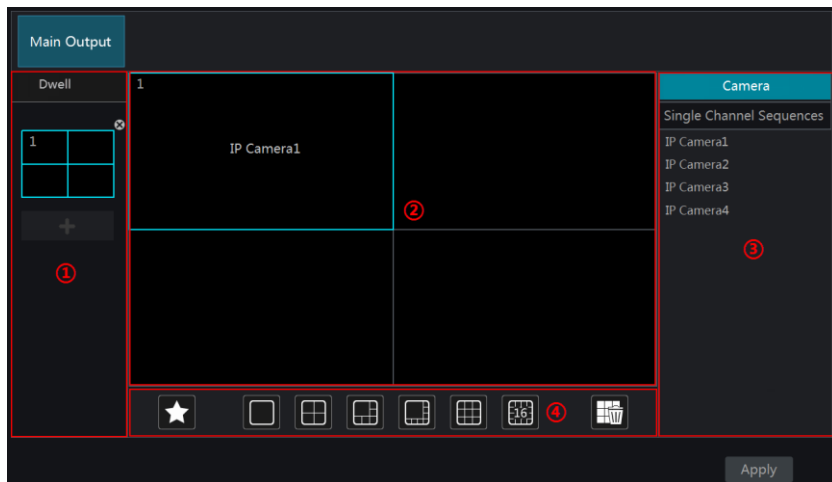 Main Output
Dwell
1
IP Camera1
②
1
①
Camera
Single Channel Sequences
IP Camera1
IP Camera2
IP Camera3
IP Camera4
③
16
④
Apply